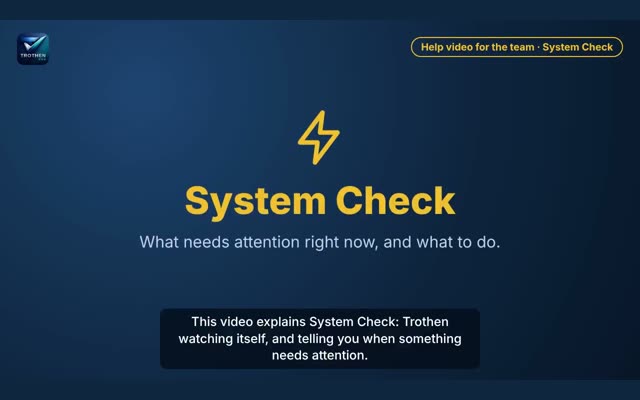 TROTHEN
Help video for the team · System Check
System Check
What needs attention right now, and what to do.
This video explains System Check: Trothen
watching itself, and telling you when something
needs attention.